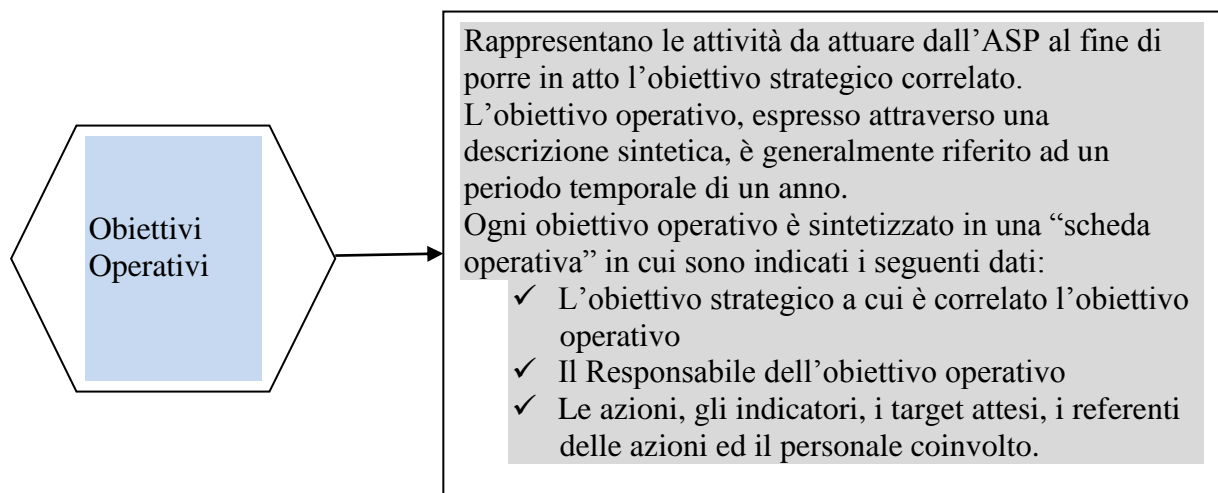 Obiettivi
Operativi
Rappresentano le attività da attuare dall’ASP al fine di
porre in atto l’obiettivo strategico correlato.
L’obiettivo operativo, espresso attraverso una
descrizione sintetica, è generalmente riferito ad un
periodo temporale di un anno.
Ogni obiettivo operativo è sintetizzato in una “scheda
operativa” in cui sono indicati i seguenti dati:
✓ L’obiettivo strategico a cui è correlato l’obiettivo
operativo
✓ Il Responsabile dell’obiettivo operativo
✓ Le azioni, gli indicatori, i target attesi, i referenti
delle azioni ed il personale coinvolto.